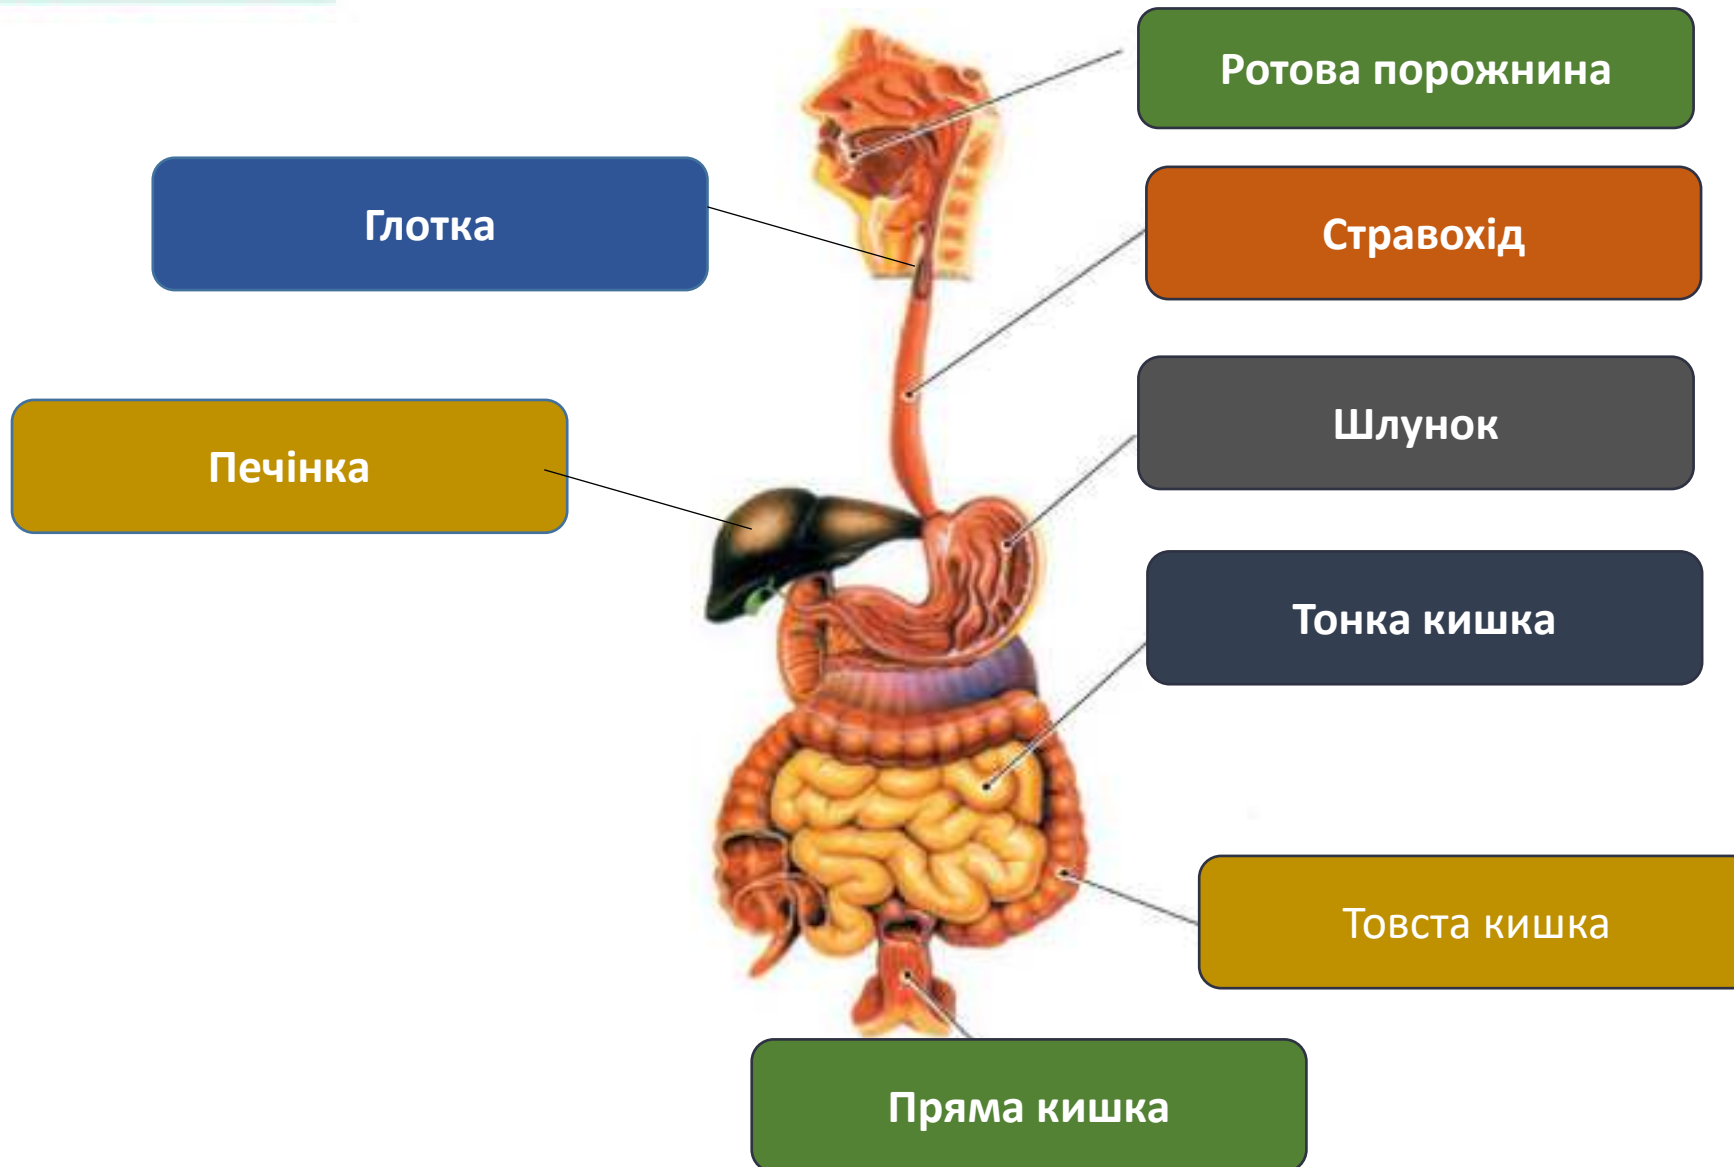 Ротова порожнина
Глотка
Стравохід
Шлунок
Печінка
Тонка кишка
Товста кишка
Пряма кишка